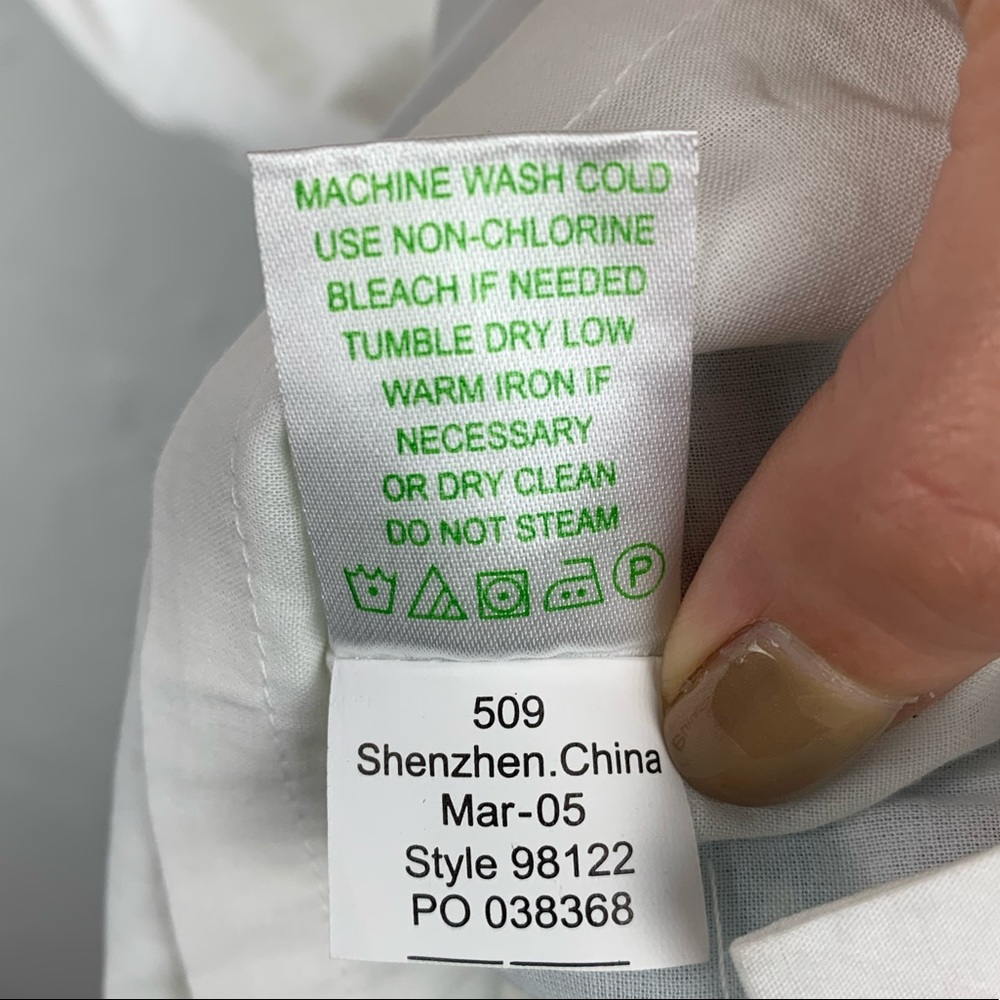 MACHINE WASH COLD
USE NON-CHLORINE
BLEACH IF NEEDED
TUMBLE DRY LOW
WARM IRON IF
NECESSARY
OR DRY CLEAN
DO NOT STEAM
P
509
Shenzhen.China
Mar-05
Style 98122
PO 038368